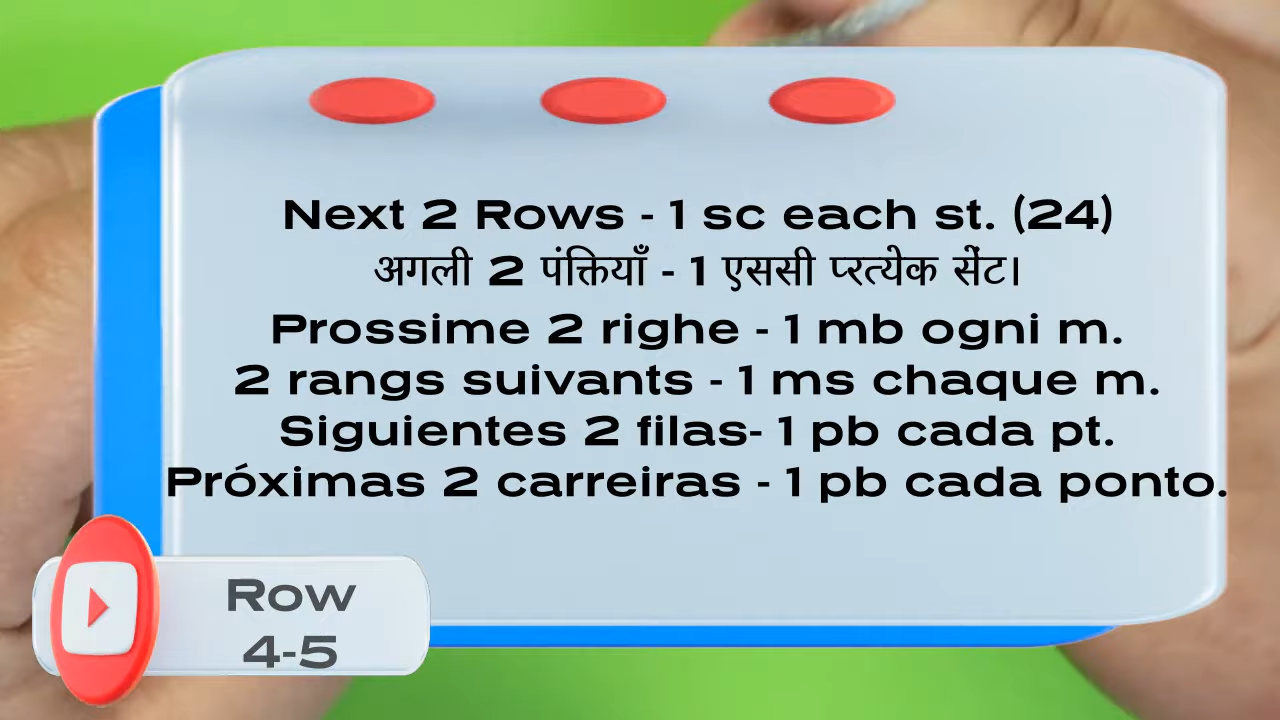 Next 2 Rows - 1 sc each st. (24)
अगली 2 पंक्तियाँ - 1 एससी प्रत्येक सेंट।
Prossime 2 righe - 1 mb ogni m.
2 rangs suivants - 1 ms chaque m.
Siguientes 2 filas- 1 pb cada pt.
Próximas 2 carreiras - 1 pb cada ponto.
Row
4-5